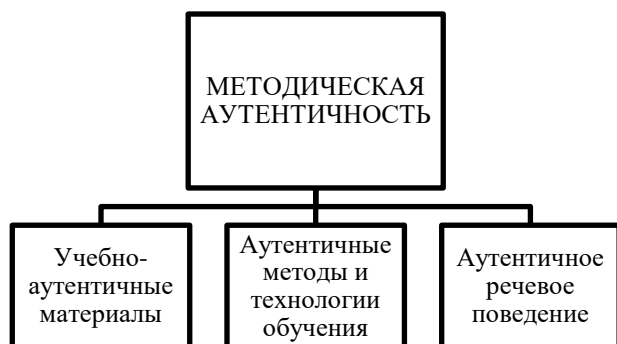 МЕТОДИЧЕСКАЯ
АУТЕНТИЧНОСТЬ
Учебно-
аутентичные
материалы
Аутентичные
методы и
технологии
обучения
Аутентичное
речевое
поведение